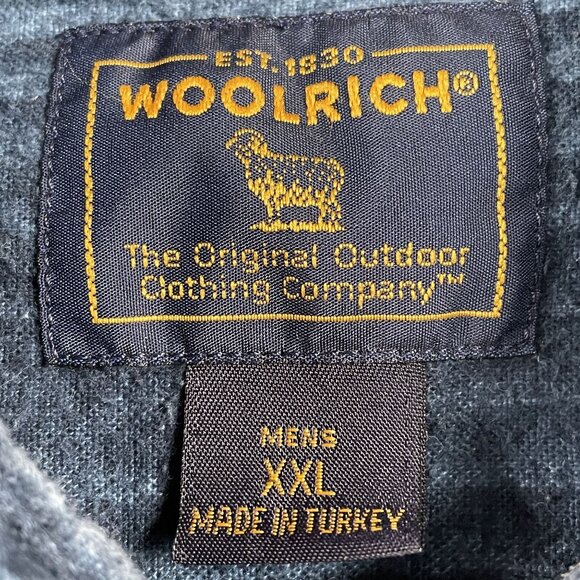 EST. 1830
WOOLRICH®
The Original Outdoor
Clothing Company™
MENS
XXL
MADE IN TURKEY